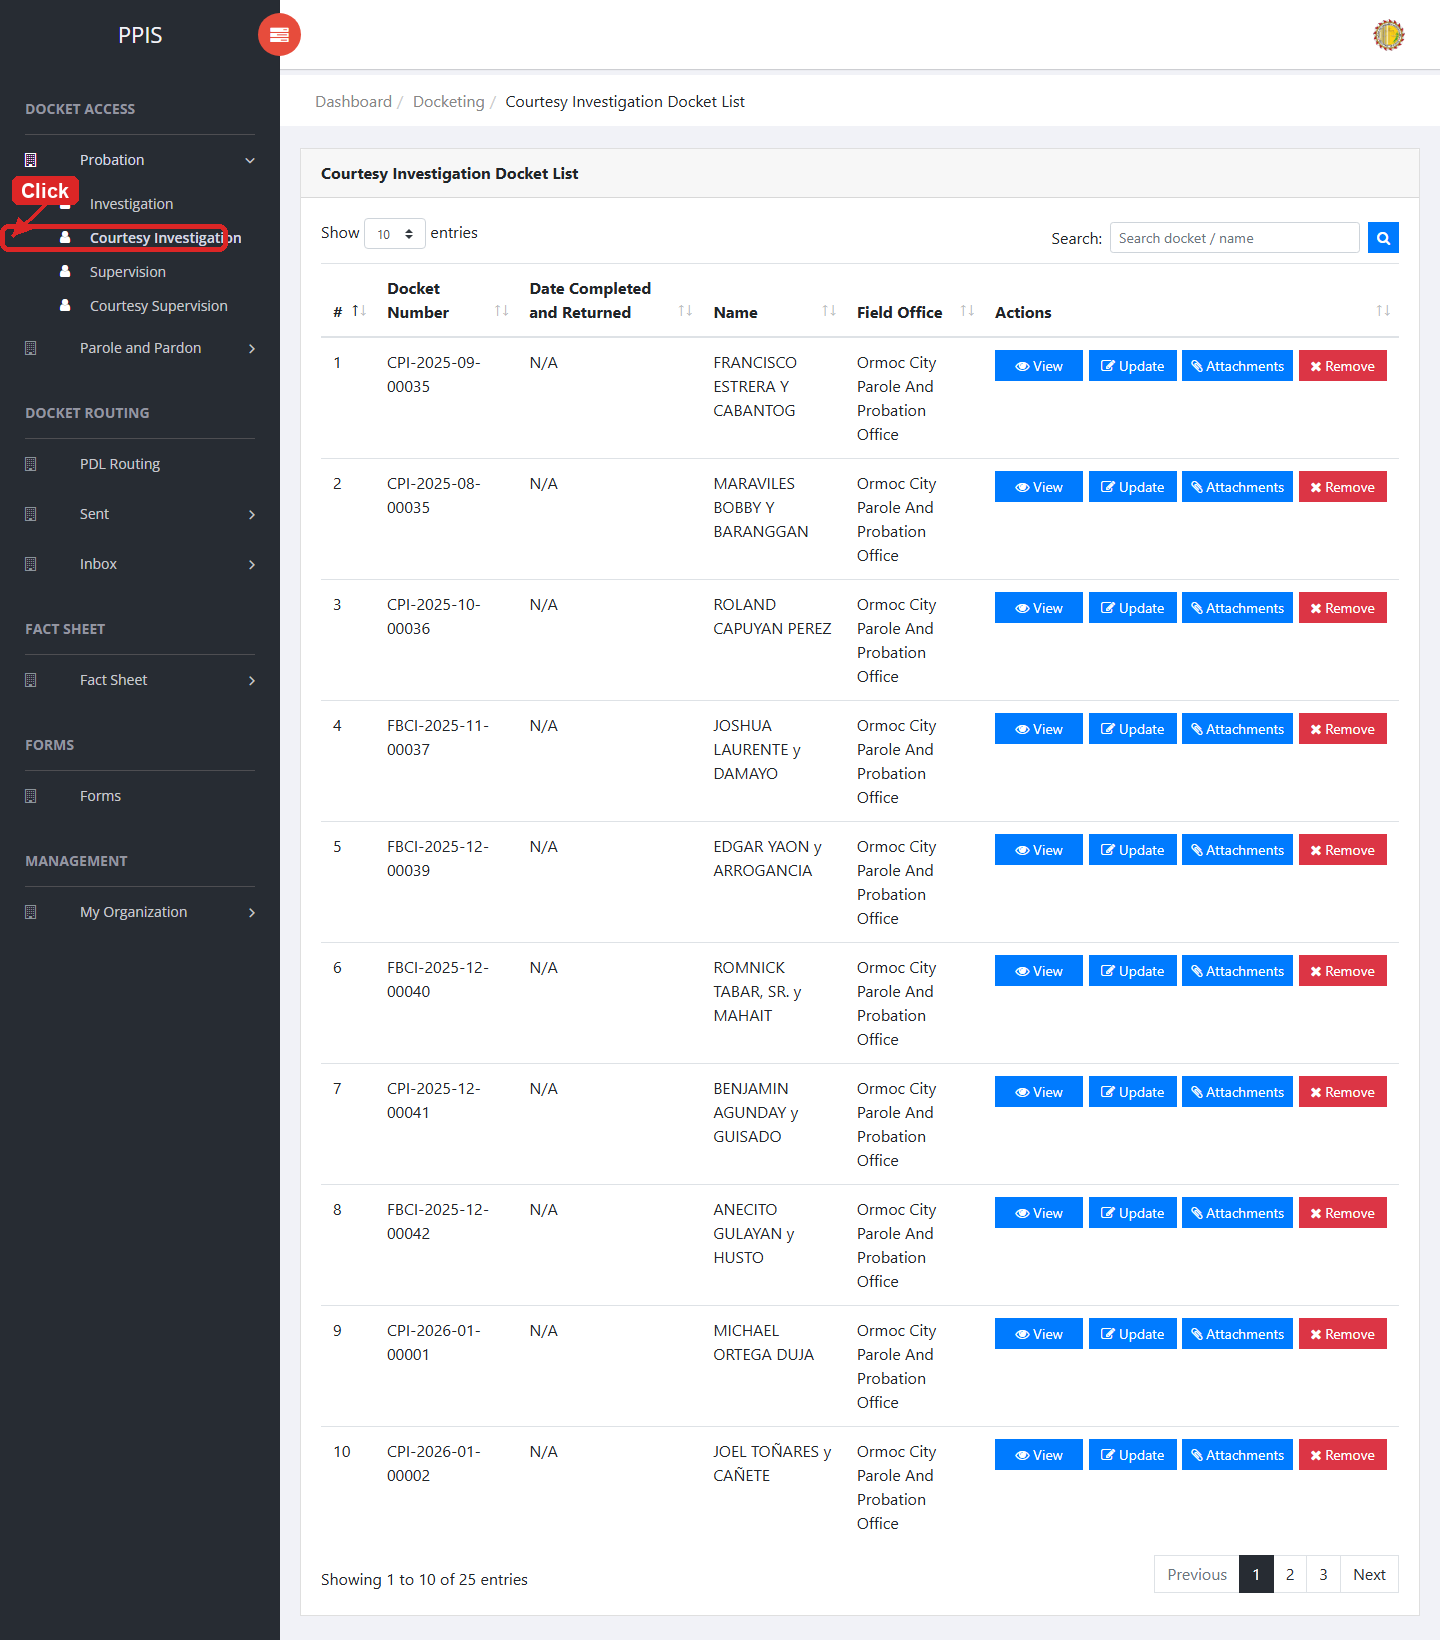 PPIS
DOCKET ACCESS
Probation
Click
Investigation
Courtesy Investigation
Supervision
Courtesy Supervision
Parole and Pardon
DOCKET ROUTING
PDL Routing
Sent
Inbox
FACT SHEET
Fact Sheet
FORMS
Forms
MANAGEMENT
My Organization
Dashboard / Docketing / Courtesy Investigation Docket List
Courtesy Investigation Docket List
Show 10 entries
Search: Search docket / name
# Docket Number Date Completed and Returned Name Field Office Actions
1 CPI-2025-09-00035 N/A FRANCISCO ESTRERA Y CABANTOG Ormoc City Parole And Probation Office View Update Attachments Remove
2 CPI-2025-08-00035 N/A MARAVILES BOBBY Y BARANGGAN Ormoc City Parole And Probation Office View Update Attachments Remove
3 CPI-2025-10-00036 N/A ROLAND CAPUYAN PEREZ Ormoc City Parole And Probation Office View Update Attachments Remove
4 FBCI-2025-11-00037 N/A JOSHUA LAURENTE y DAMAYO Ormoc City Parole And Probation Office View Update Attachments Remove
5 FBCI-2025-12-00039 N/A EDGAR YAON y ARROGANCIA Ormoc City Parole And Probation Office View Update Attachments Remove
6 FBCI-2025-12-00040 N/A ROMNICK TABAR, SR. y MAHAIT Ormoc City Parole And Probation Office View Update Attachments Remove
7 CPI-2025-12-00041 N/A BENJAMIN AGUNDAY y GUISADO Ormoc City Parole And Probation Office View Update Attachments Remove
8 FBCI-2025-12-00042 N/A ANECITO GULAYAN y HUSTO Ormoc City Parole And Probation Office View Update Attachments Remove
9 CPI-2026-01-00001 N/A MICHAEL ORTEGA DUJA Ormoc City Parole And Probation Office View Update Attachments Remove
10 CPI-2026-01-00002 N/A JOEL TOÑARES y CAÑETE Ormoc City Parole And Probation Office View Update Attachments Remove
Showing 1 to 10 of 25 entries
Previous 1 2 3 Next